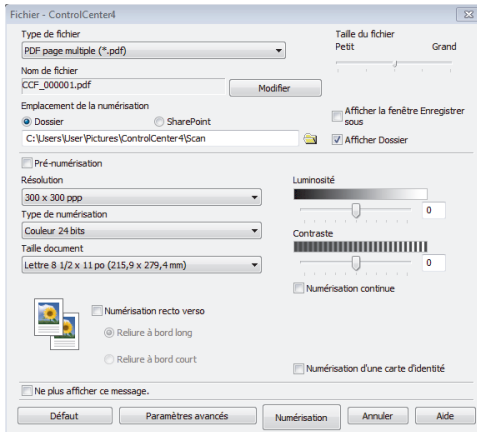 Fichier - ControlCenter4
Type de fichier
PDF page multiple (*.pdf)
Taille du fichier
Petit Grand
Nom de fichier
CCF_000001.pdf
Modifier
Emplacement de la numérisation
Dossier SharePoint
Afficher la fenêtre Enregistrer
sous
C:\Users\User\Pictures\ControlCenter4\Scan
Afficher Dossier
Pré-numérisation
Résolution
300 x 300 ppp
Luminosité
0
Type de numérisation
Couleur 24 bits
Contraste
0
Taille document
Lettre 8 1/2 x 11 po (215,9 x 279,4 mm)
Numérisation continue
Numérisation recto verso
Reliure à bord long
Reliure à bord court
Numérisation d'une carte d'identité
Ne plus afficher ce message.
Défaut Paramètres avancés Numérisation Annuler Aide